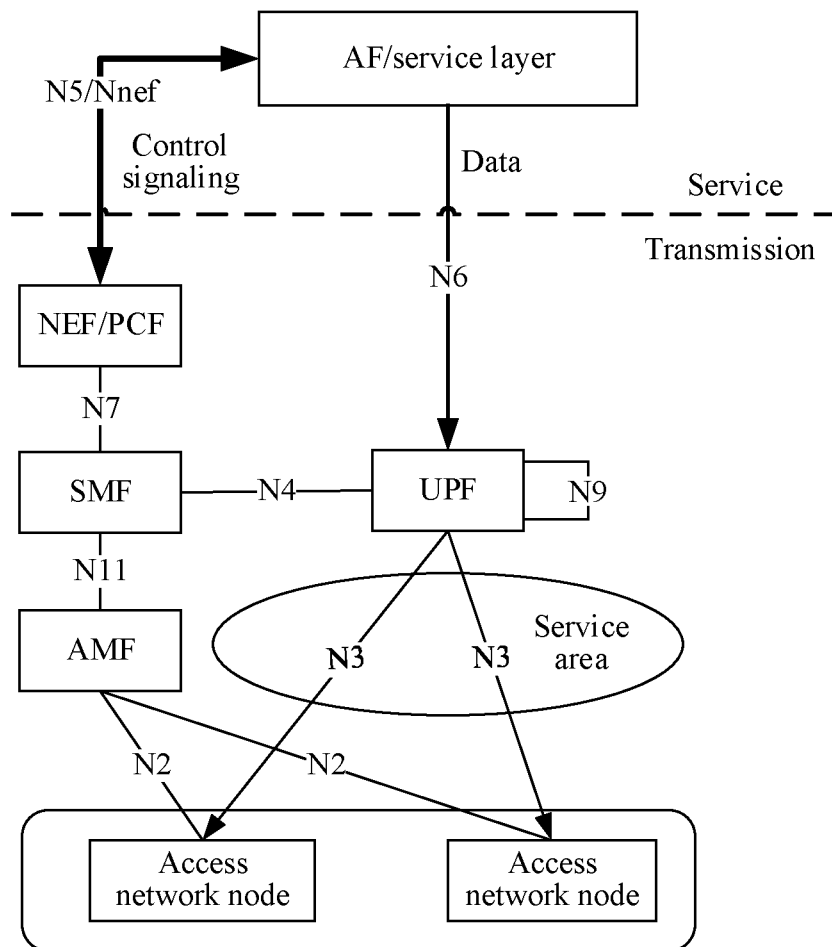 AF/service layer
N5/Nnef
Control
signaling
Data
Service
Transmission
N6
NEF/PCF
N7
SMF
N4
UPF
N9
N11
AMF
Service
area
N3
N3
N2
N2
Access
network node
Access
network node